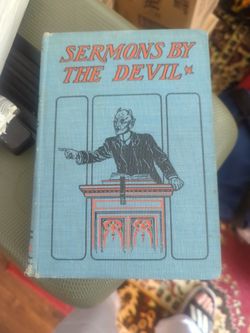 SERMONS BY
THE DEVIL